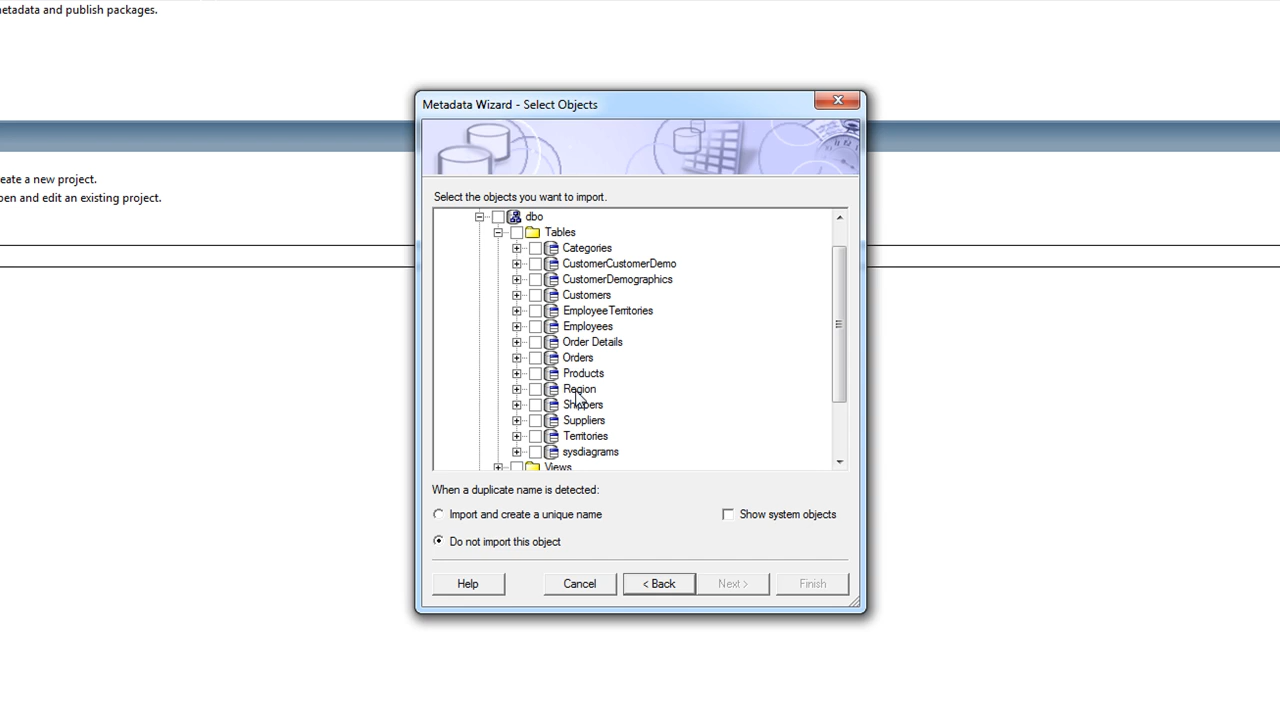 etadata and publish packages.
Metadata Wizard - Select Objects
eate a new project.
en and edit an existing project.
Select the objects you want to import.
dbo
Tables
Categories
CustomerCustomerDemo
CustomerDemographics
Customers
EmployeeTerritories
Employees
Order Details
Orders
Products
Region
Shippers
Suppliers
Territories
sysdiagrams
Views
When a duplicate name is detected:
Import and create a unique name
Show system objects
Do not import this object
Help
Cancel
< Back
Next >
Finish